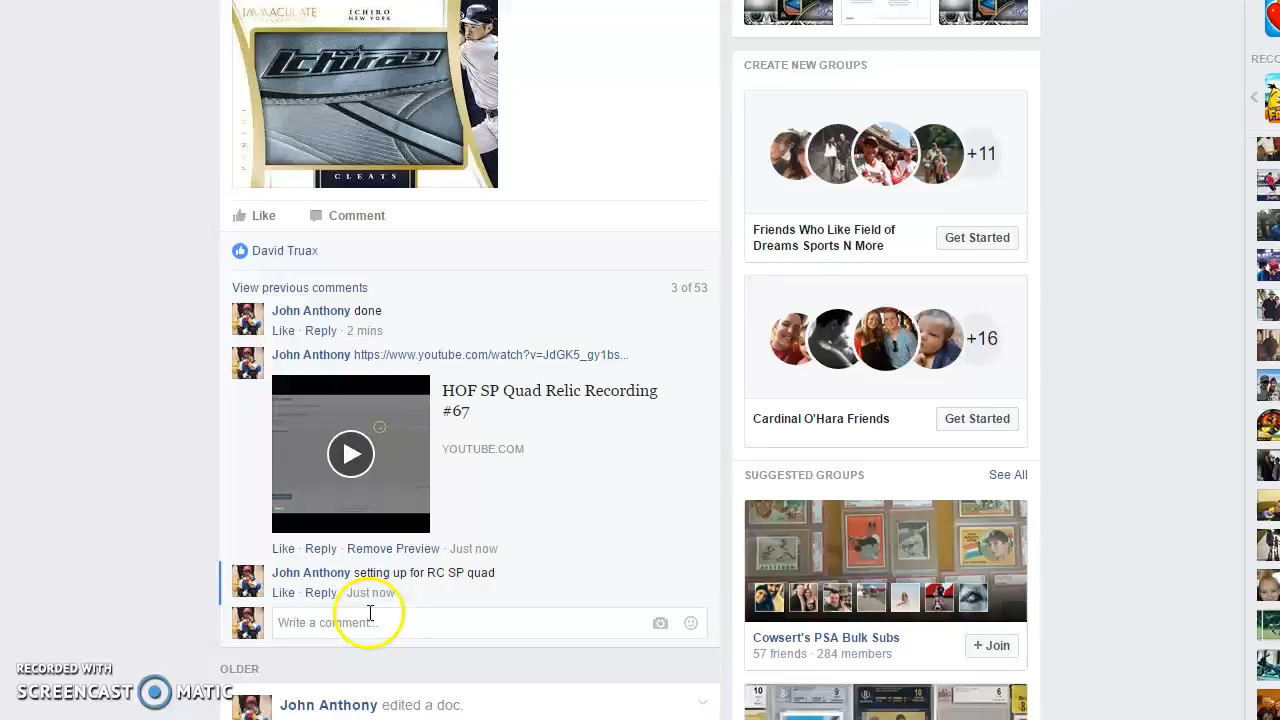 IMMACULATE
ICHIRO
NEW YORK
Ichiro
CLEATS
Like
Comment
David Truax
View previous comments
3 of 53
John Anthony done
Like · Reply · 2 mins
John Anthony https://www.youtube.com/watch?v=JdGK5_gy1bs...
HOF SP Quad Relic Recording
#67
YOUTUBE.COM
Like · Reply · Remove Preview · Just now
John Anthony setting up for RC SP quad
Like · Reply · Just now
Write a comment...
OLDER
John Anthony edited a doc.
CREATE NEW GROUPS
+11
Friends Who Like Field of
Dreams Sports N More
Get Started
+16
Cardinal O'Hara Friends
Get Started
SUGGESTED GROUPS
See All
Cowsert's PSA Bulk Subs
57 friends · 284 members
+ Join
RECO
RECORDED WITH
SCREENCAST MATIC